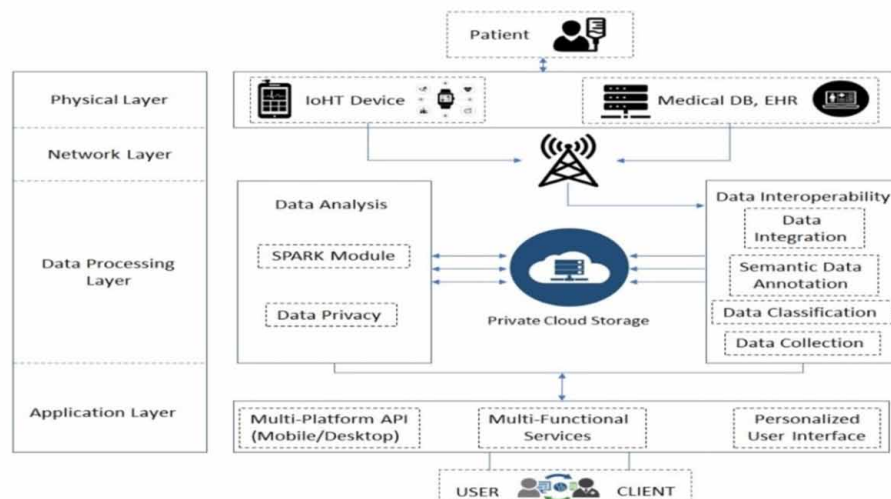 Patient
Physical Layer
IoHT Device
Medical DB, EHR
Network Layer
Data Processing
Layer
Data Analysis
SPARK Module
Data Privacy
Private Cloud Storage
Data Interoperability
Data
Integration
Semantic Data
Annotation
Data Classification
Data Collection
Application Layer
Multi-Platform API
(Mobile/Desktop)
Multi-Functional
Services
Personalized
User Interface
USER
CLIENT